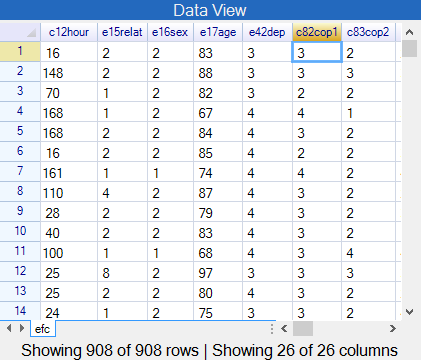 Data View
c12hour e15relat e16sex e17age e42dep c82cop1 c83cop2
1 16 2 2 83 3 3 2
2 148 2 2 88 3 3 3
3 70 1 2 82 3 2 2
4 168 1 2 67 4 4 1
5 168 2 2 84 4 3 2
6 16 2 2 85 4 2 2
7 161 1 1 74 4 4 2
8 110 4 2 87 4 3 2
9 28 2 2 79 4 3 2
10 40 2 2 83 4 3 2
11 100 1 1 68 4 3 4
12 25 8 2 97 3 3 3
13 25 2 2 80 4 3 2
14 24 1 2 75 3 3 2
efc
Showing 908 of 908 rows | Showing 26 of 26 columns